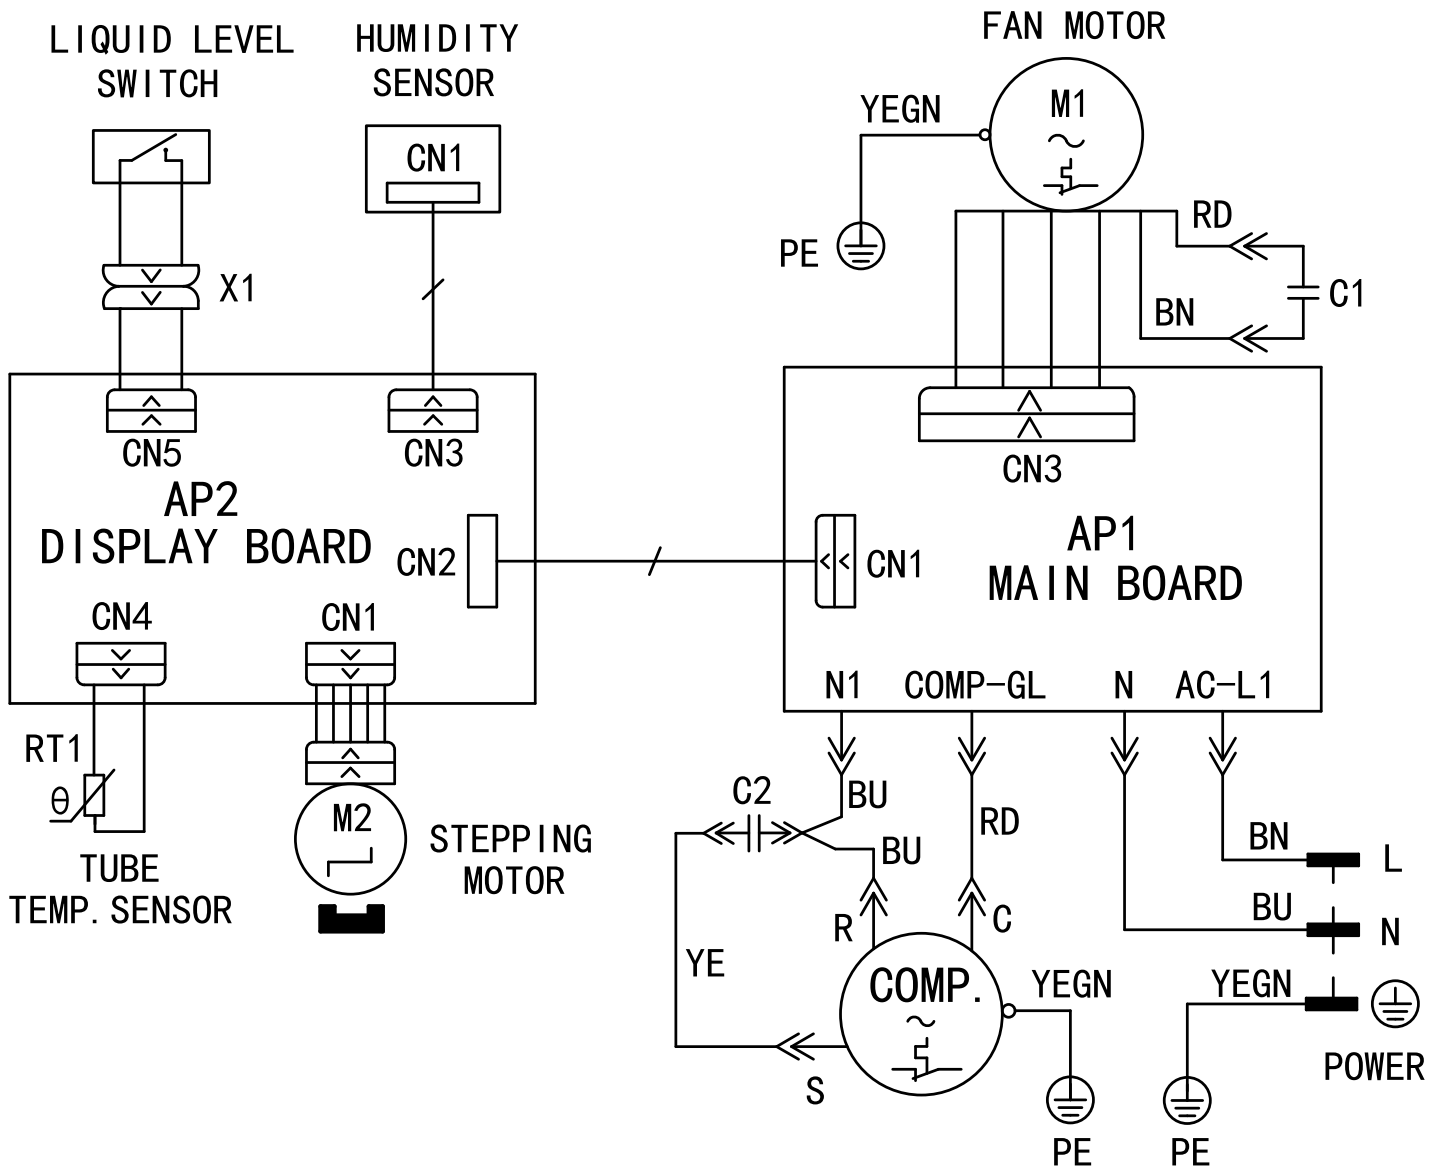 LIQUID LEVEL
SWITCH
HUMIDITY
SENSOR
FAN MOTOR
CN1
YEGN
M1
PE
RD
X1
BN
C1
CN5
CN3
CN3
AP2
DISPLAY BOARD
CN2
CN1
AP1
MAIN BOARD
CN4
CN1
N1
COMP-GL
N
AC-L1
RT1
θ
M2
STEPPING
MOTOR
TUBE
TEMP. SENSOR
C2
BU
RD
BU
BN
L
R
C
BU
N
YE
COMP.
YEGN
YEGN
POWER
S
PE
PE